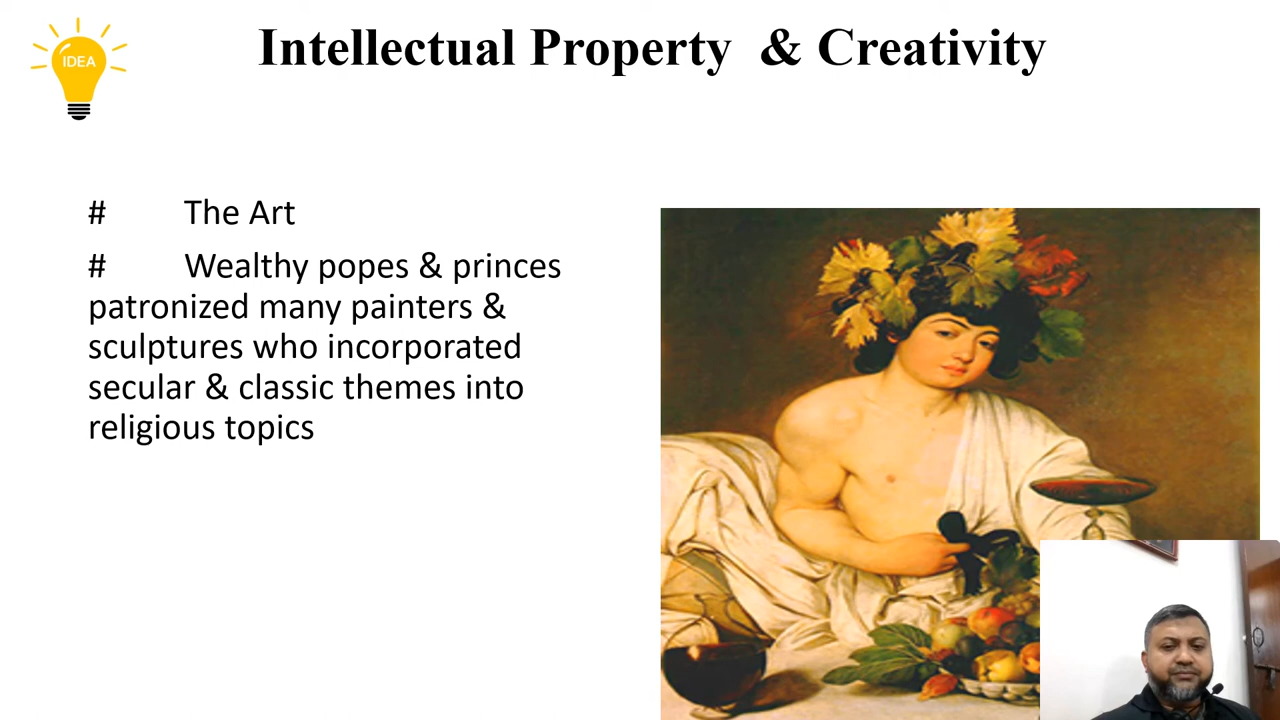 IDEA
Intellectual Property & Creativity
# The Art
# Wealthy popes & princes
patronized many painters &
sculptures who incorporated
secular & classic themes into
religious topics